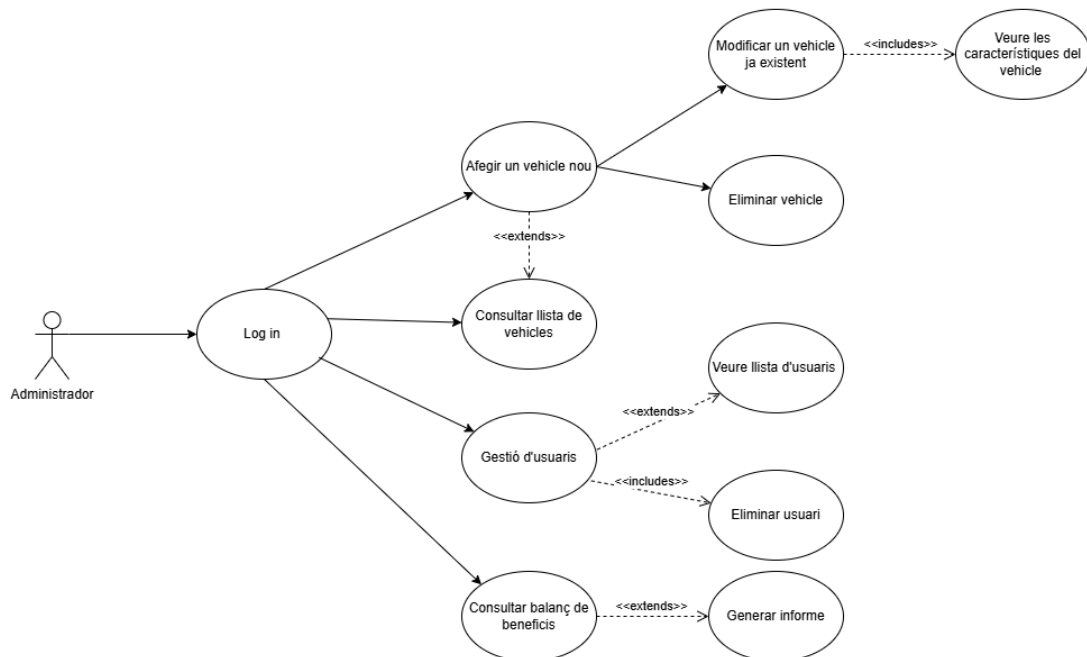 Modificar un vehicle
ja existent
<<includes>>
Veure les
característiques del
vehicle
Afegir un vehicle nou
Eliminar vehicle
<<extends>>
Consultar llista de
vehicles
Log in
Administrador
Veure llista d'usuaris
<<extends>>
Gestió d'usuaris
<<includes>>
Eliminar usuari
Consultar balanç de
beneficis
<<extends>>
Generar informe